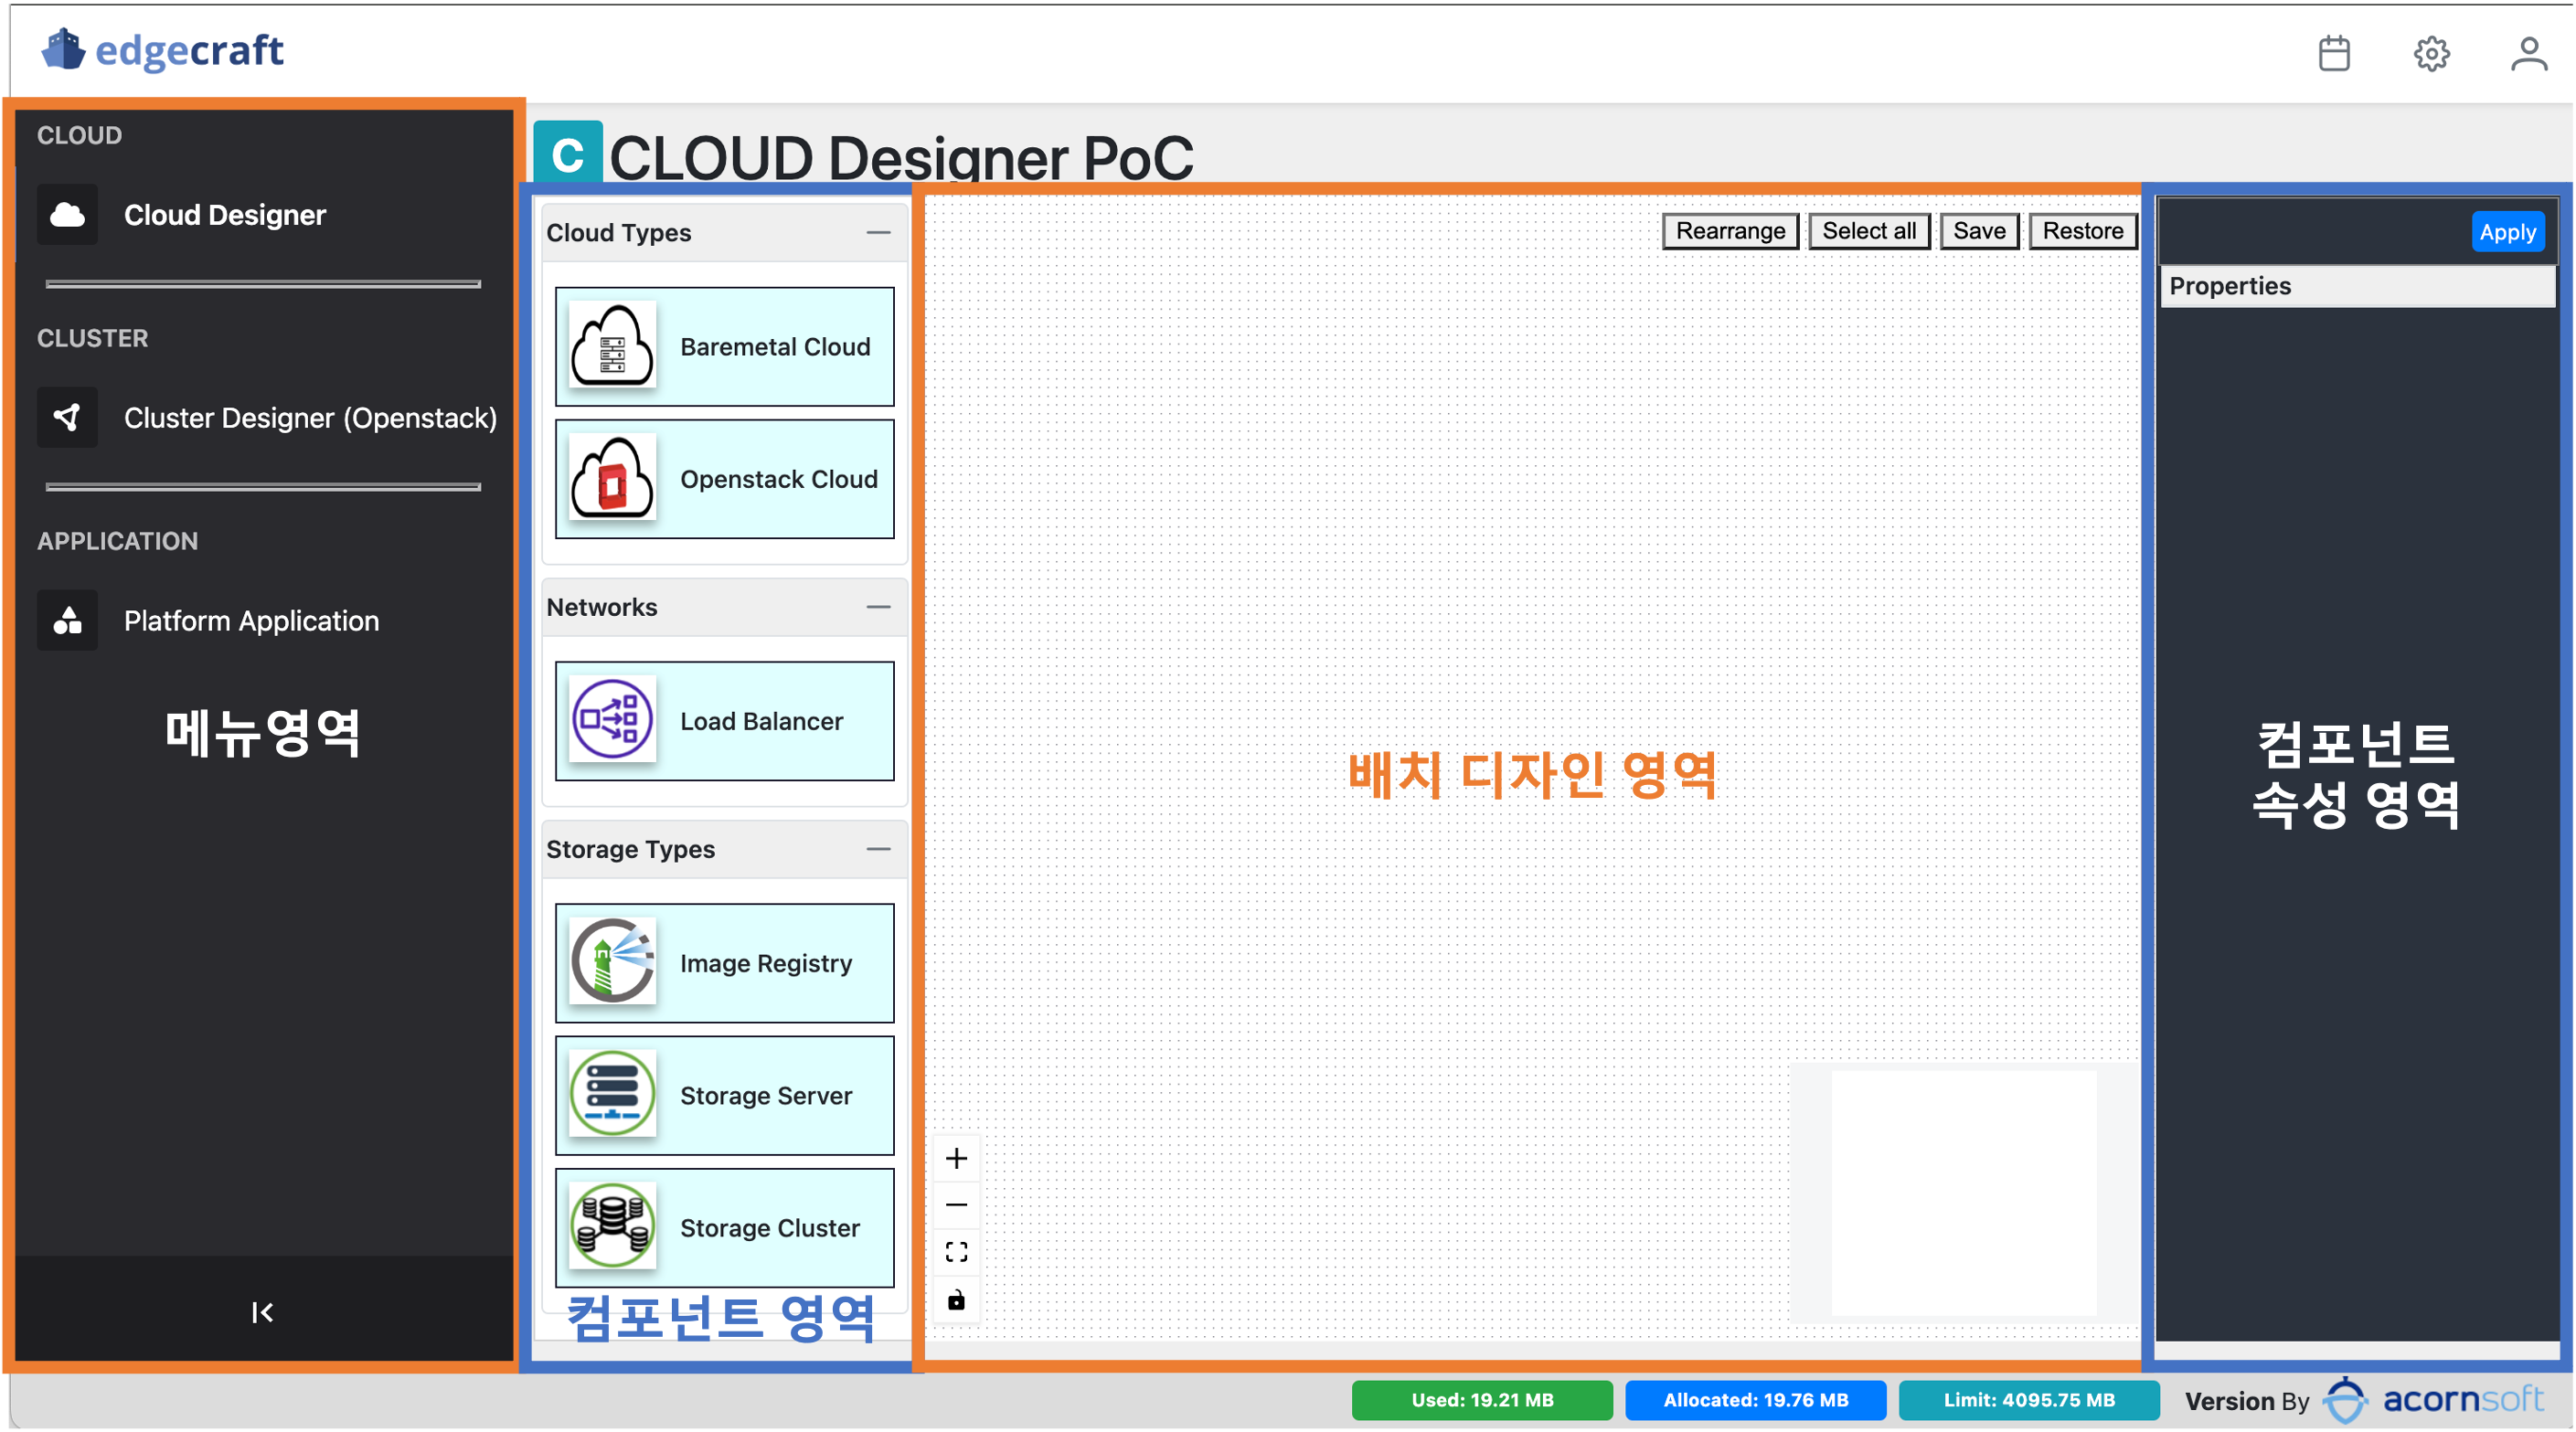 edgecraft
CLOUD
Cloud Designer
CLUSTER
Cluster Designer (Openstack)
APPLICATION
Platform Application
메뉴영역
C CLOUD Designer PoC
Cloud Types
Baremetal Cloud
Openstack Cloud
Networks
Load Balancer
Storage Types
Image Registry
Storage Server
Storage Cluster
컴포넌트 영역
Rearrange Select all Save Restore
배치 디자인 영역
Apply
Properties
컴포넌트
속성 영역
Used: 19.21 MB Allocated: 19.76 MB Limit: 4095.75 MB Version By acornsoft